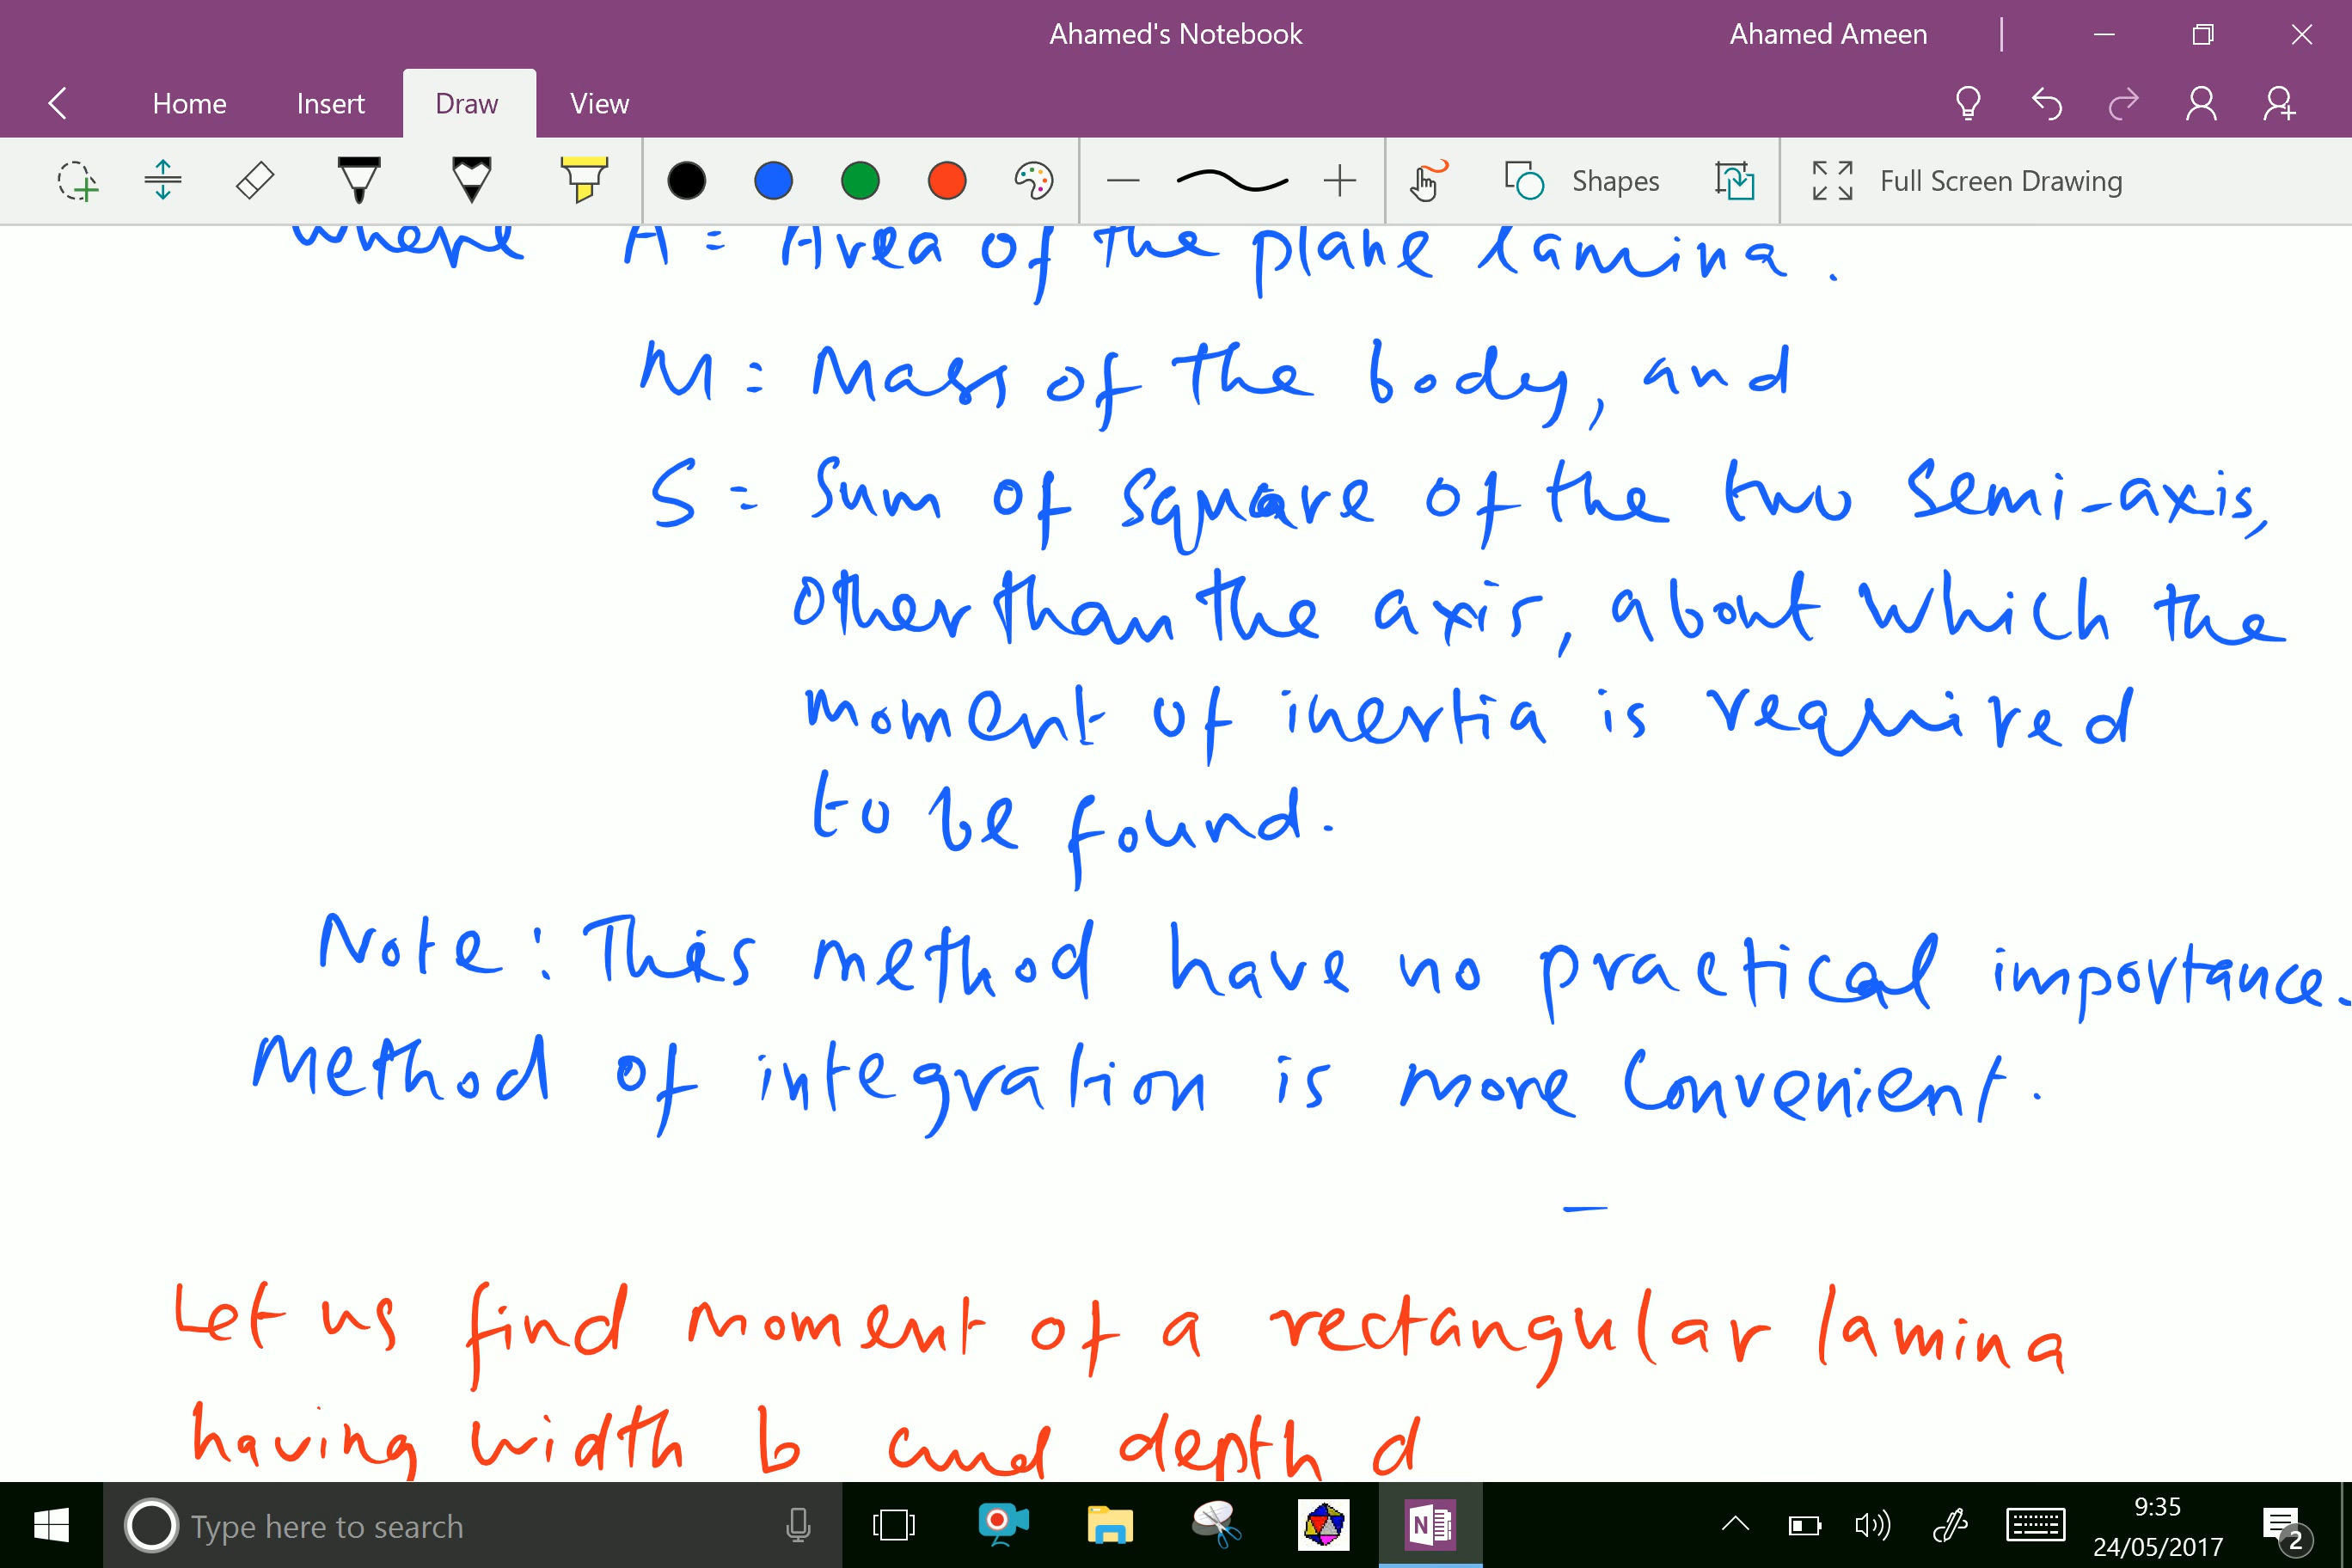 Ahamed's Notebook
Ahamed Ameen
Home Insert Draw View
Shapes
Full Screen Drawing
where A = Area of the plane lamina.
M = Mass of the body, and
S = Sum of square of the two semi-axis,
other than the axis, about which the
moment of inertia is required
to be found.
Note: This method have no practical importance.
Method of integration is more convenient.
Let us find moment of a rectangular lamina
having width b and depth d
Type here to search
N
9:35
24/05/2017
2